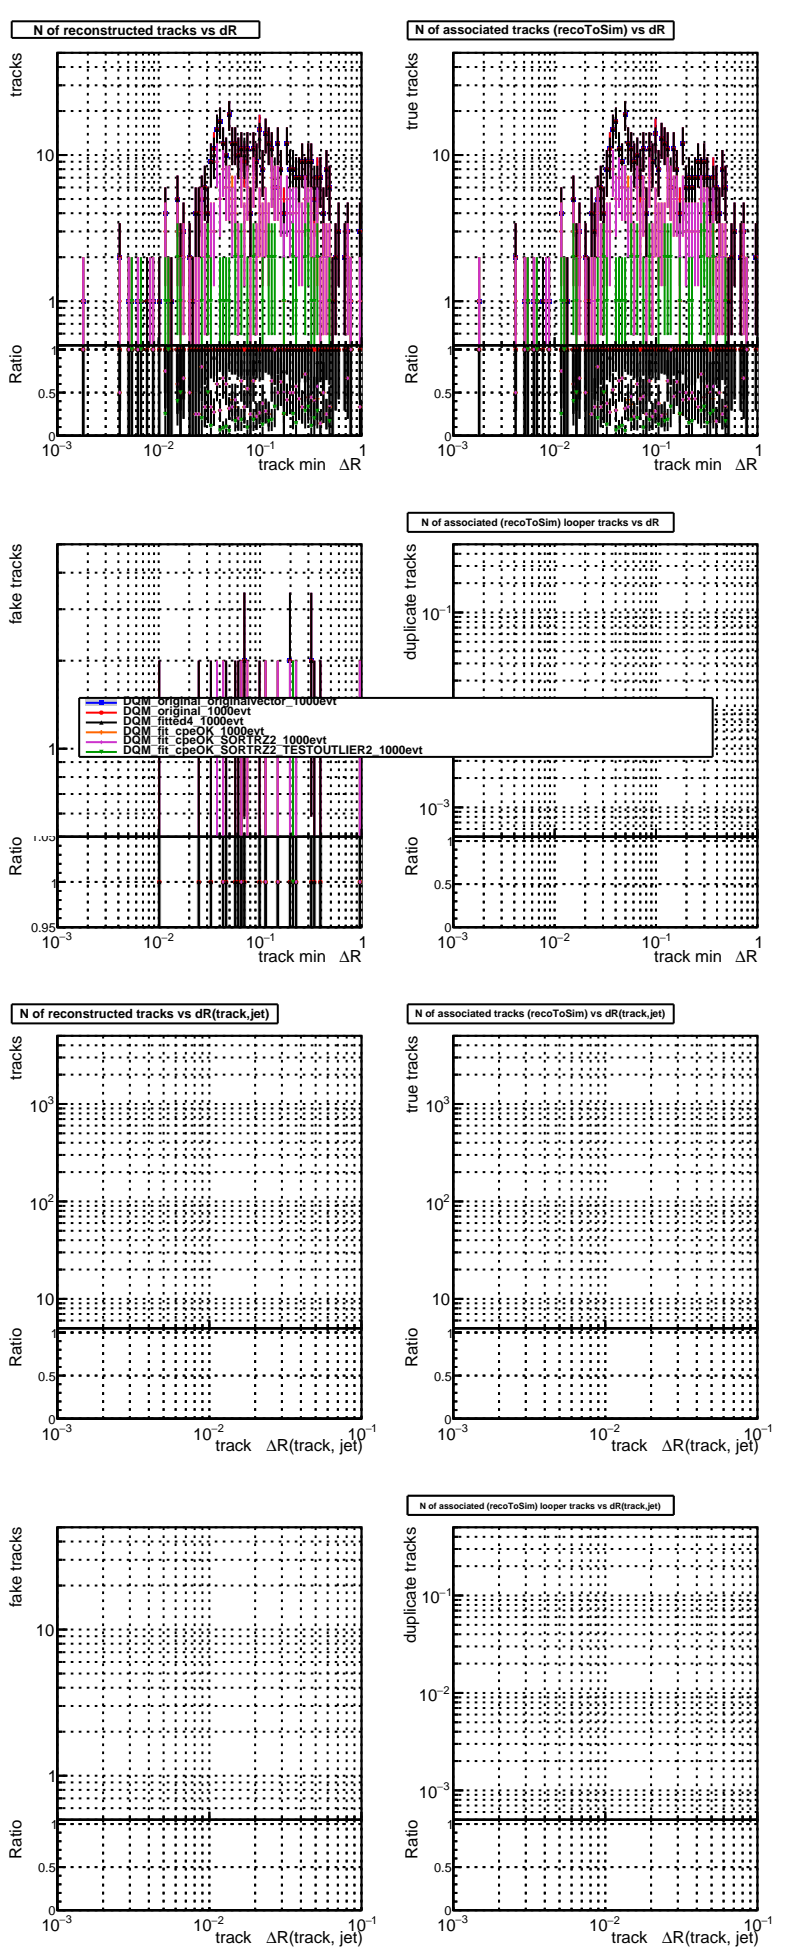 N of reconstructed tracks vs dR
tracks
10
1
Ratio
1
0.5
0
10−3
10−2
10−1
1
track min ΔR
N of associated tracks (recoToSim) vs dR
true tracks
10
1
Ratio
1
0.5
0
10−3
10−2
10−1
1
track min ΔR
fake tracks
1
Ratio
1.05
1
0.95
10−3
10−2
10−1
1
track min ΔR
N of associated (recoToSim) looper tracks vs dR
duplicate tracks
10−1
10−3
Ratio
1
0.5
0
10−3
10−2
10−1
1
track min ΔR
DQM_original_originalvector_1000evt
DQM_original_1000evt
DQM_fitted4_1000evt
DQM_fit_cpeOK_1000evt
DQM_fit_cpeOK_SORTRZ2_1000evt
DQM_fit_cpeOK_SORTRZ2_TESTOUTLIER2_1000evt
N of reconstructed tracks vs dR(track,jet)
tracks
103
102
10
Ratio
1
0.5
0
10−3
10−2
10−1
track ΔR(track, jet)
N of associated tracks (recoToSim) vs dR(track,jet)
true tracks
103
102
10
Ratio
1
0.5
0
10−3
10−2
10−1
track ΔR(track, jet)
fake tracks
10
1
Ratio
1
0.5
0
10−3
10−2
10−1
track ΔR(track, jet)
N of associated (recoToSim) looper tracks vs dR(track,jet)
duplicate tracks
10−1
10−2
10−3
Ratio
1
0.5
0
10−3
10−2
10−1
track ΔR(track, jet)